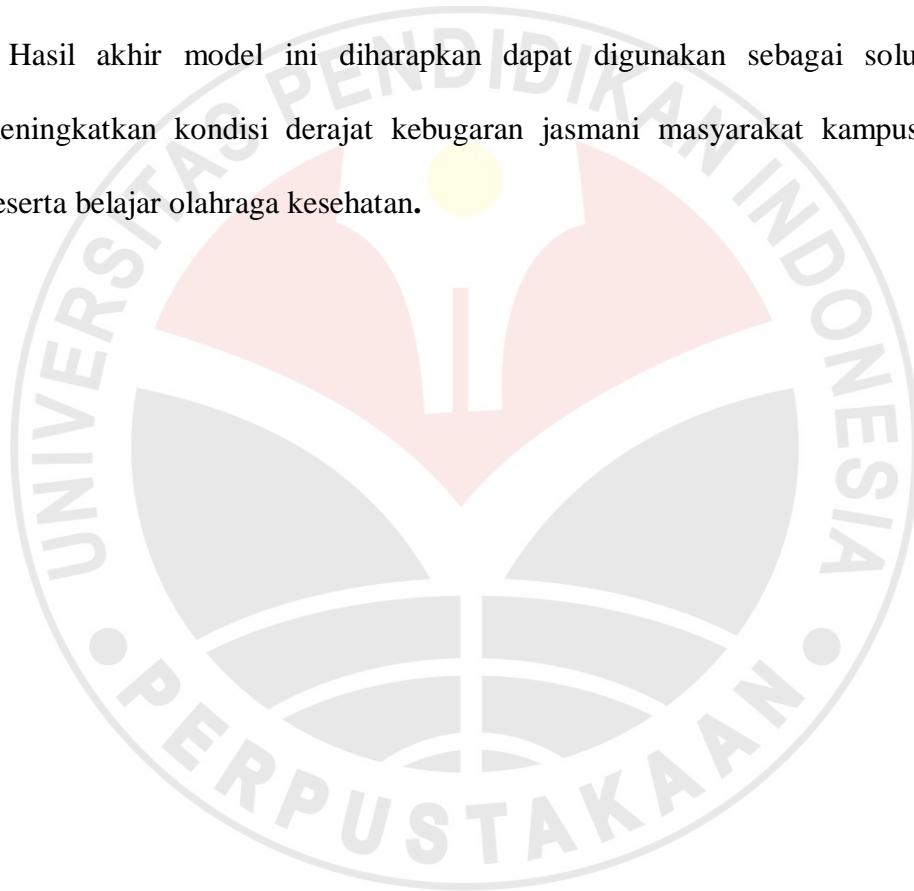 Hasil akhir model ini diharapkan dapat digunakan sebagai solu
eningkatkan kondisi derajat kebugaran jasmani masyarakat kampus
eserta belajar olahraga kesehatan.
UNIVERSITAS PENDIDIKAN INDONESIA
• PERPUSTAKAAN •